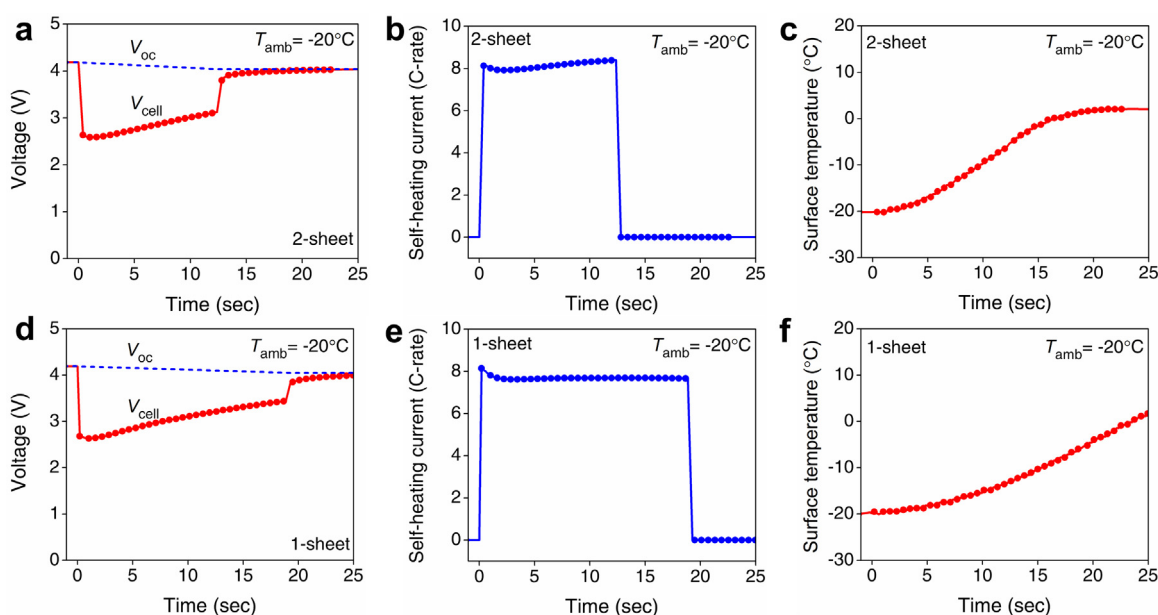 a
5
4
3
2
1
0
V_oc
T_amb= -20°C
V_cell
2-sheet
0 5 10 15 20 25
Voltage (V)
Time (sec)
b
10
8
6
4
2
0
2-sheet
T_amb= -20°C
0 5 10 15 20 25
Self-heating current (C-rate)
Time (sec)
c
20
10
0
-10
-20
-30
2-sheet
T_amb= -20°C
0 5 10 15 20 25
Surface temperature (°C)
Time (sec)
d
5
4
3
2
1
0
V_oc
T_amb= -20°C
V_cell
1-sheet
0 5 10 15 20 25
Voltage (V)
Time (sec)
e
10
8
6
4
2
0
1-sheet
T_amb= -20°C
0 5 10 15 20 25
Self-heating current (C-rate)
Time (sec)
f
20
10
0
-10
-20
-30
1-sheet
T_amb= -20°C
0 5 10 15 20 25
Surface temperature (°C)
Time (sec)